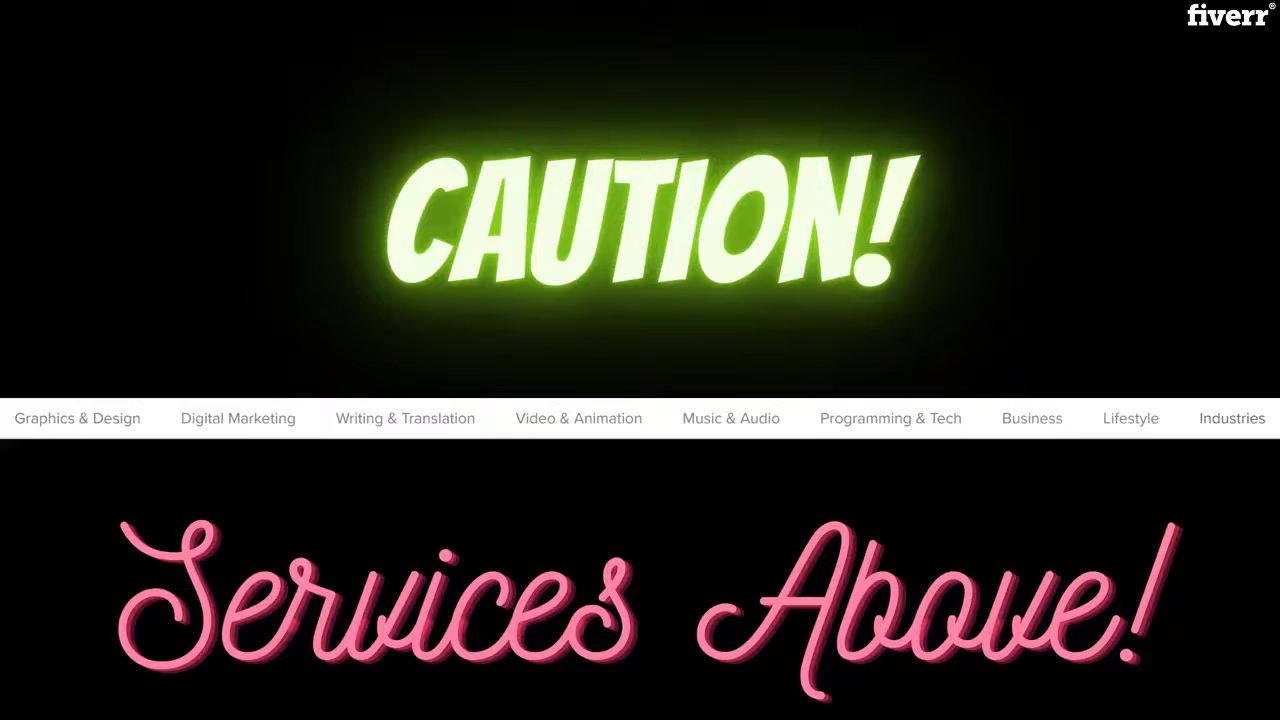 fiverr®
CAUTION!
Graphics & Design Digital Marketing Writing & Translation Video & Animation Music & Audio Programming & Tech Business Lifestyle Industries
Services Above!